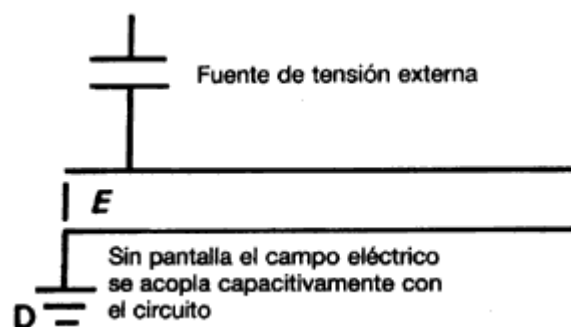 Fuente de tensión externa
E
Sin pantalla el campo eléctrico
se acopla capacitivamente con
el circuito
D